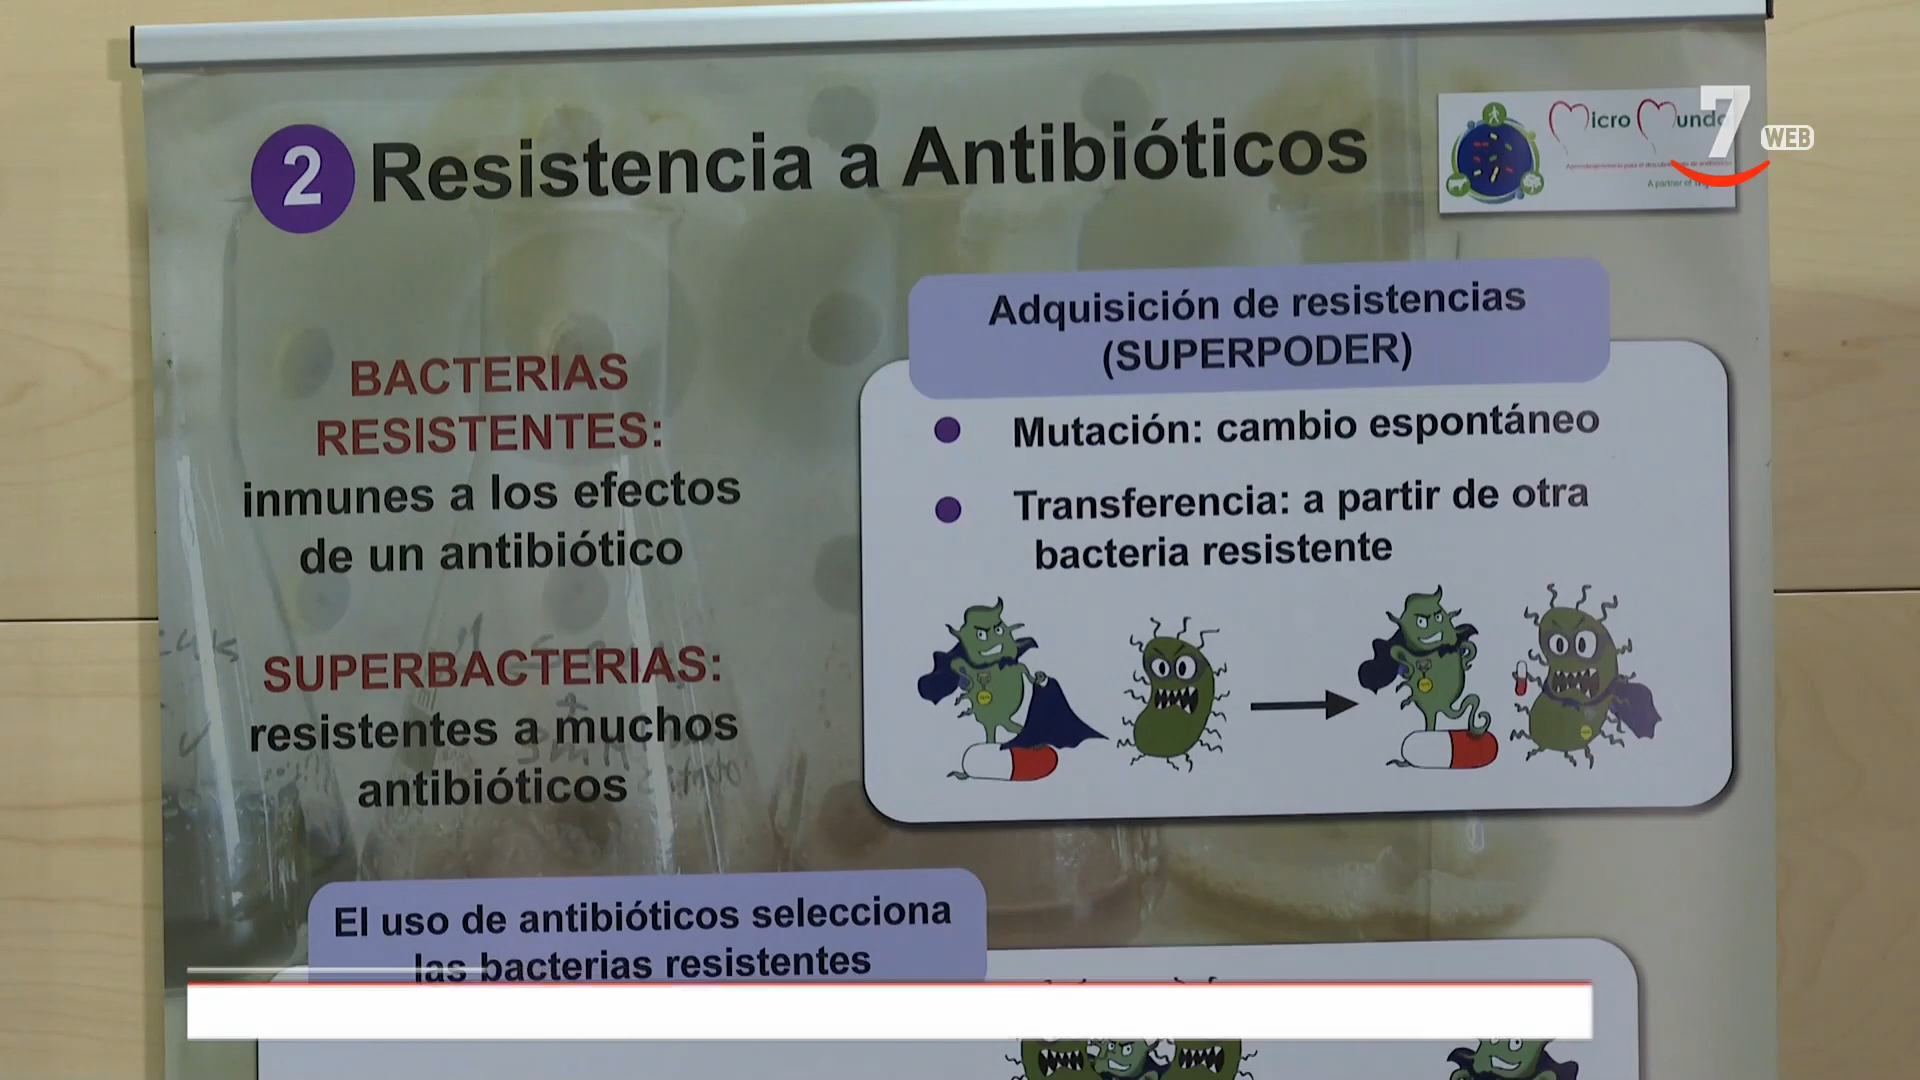 2 Resistencia a Antibióticos
Micro Mundo
A partner of
7
WEB
BACTERIAS
RESISTENTES:
inmunes a los efectos
de un antibiótico
SUPERBACTERIAS:
resistentes a muchos
antibióticos
Adquisición de resistencias
(SUPERPODER)
Mutación: cambio espontáneo
Transferencia: a partir de otra
bacteria resistente
El uso de antibióticos selecciona
las bacterias resistentes